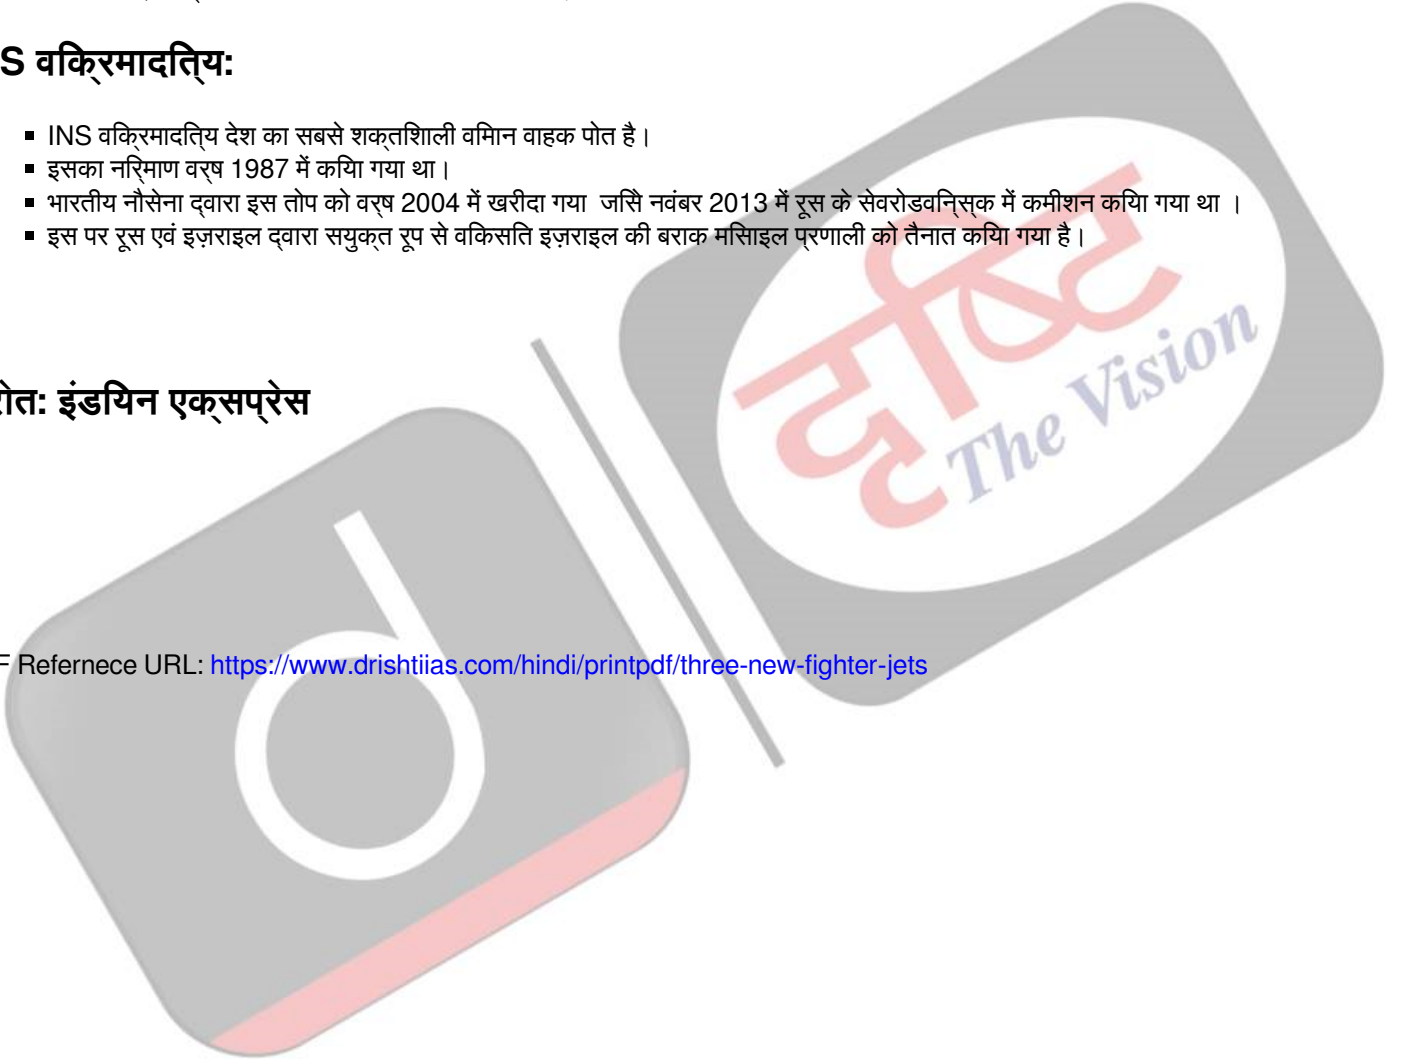 S विक्रमादित्य:
INS विक्रमादित्य देश का सबसे शक्तिशाली विमान वाहक पोत है।
इसका निर्माण वर्ष 1987 में किया गया था।
भारतीय नौसेना द्वारा इस तोप को वर्ष 2004 में खरीदा गया जिसे नवंबर 2013 में रूस के सेवरोडविन्स्क में कमीशन किया गया था ।
इस पर रूस एवं इज़राइल द्वारा सयुक्त रूप से विकसित इज़राइल की बराक मिसाइल प्रणाली को तैनात किया गया है।
दृष्टि
The Vision
रोत: इंडियन एक्सप्रेस
d
F Refernece URL: https://www.drishtiias.com/hindi/printpdf/three-new-fighter-jets